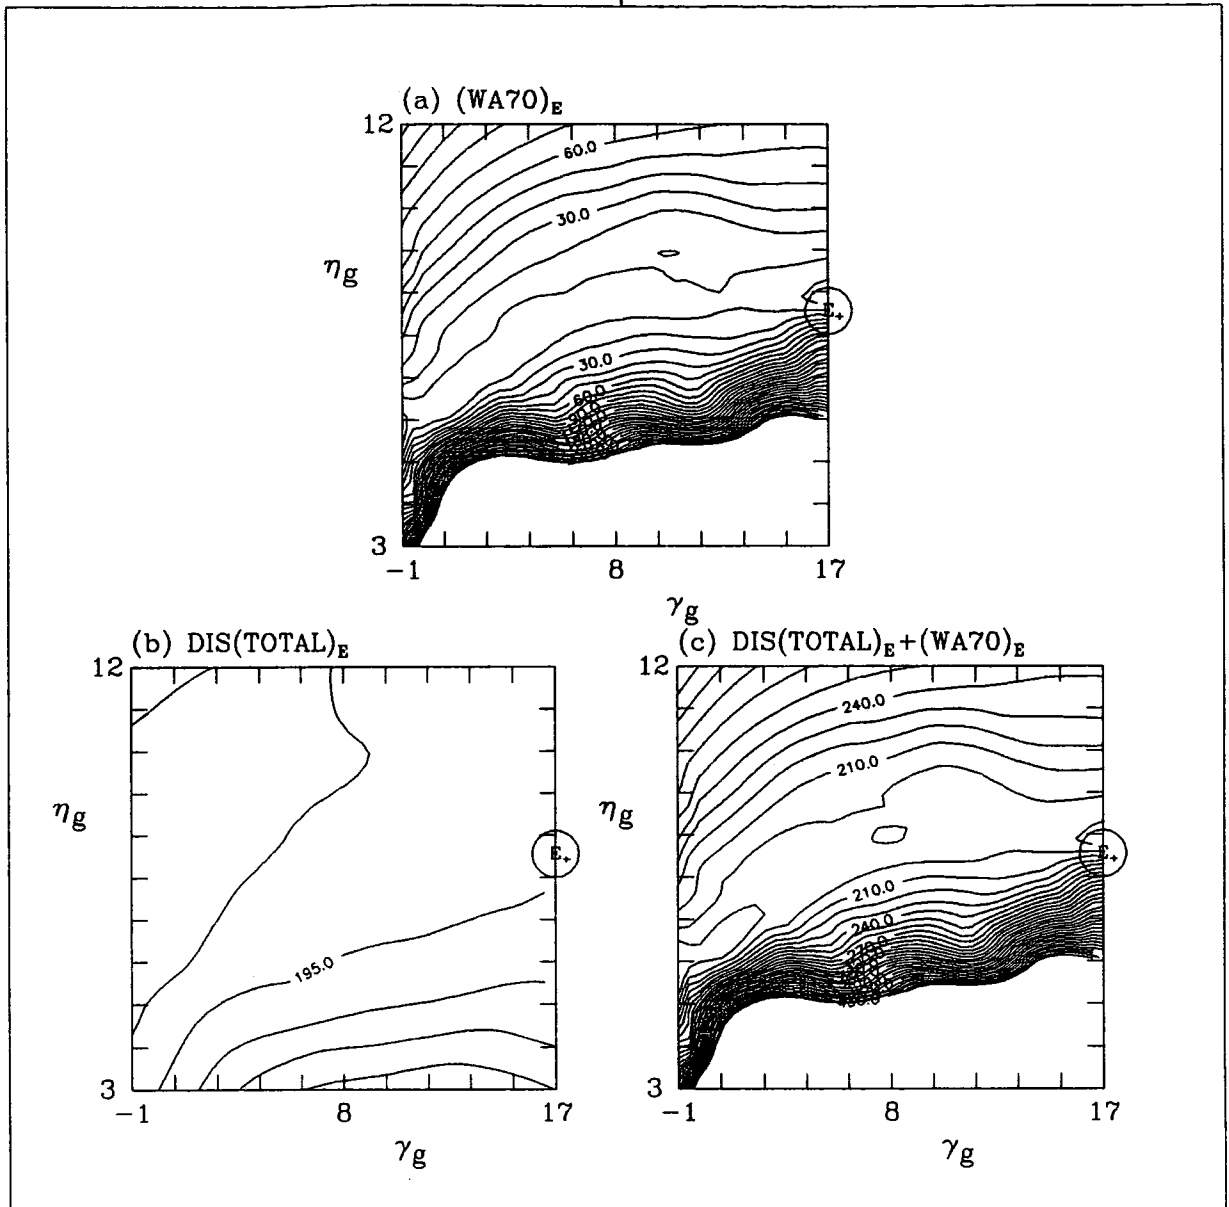 (a) (WA70)E
12
60.0
30.0
ηg
E+
30.0
60.0
3
-1 8 17
γg
(b) DIS(TOTAL)E
(c) DIS(TOTAL)E+(WA70)E
12
12
240.0
210.0
ηg
ηg
E+
E+
210.0
240.0
195.0
270.0
3
3
-1 8 17
-1 8 17
γg
γg